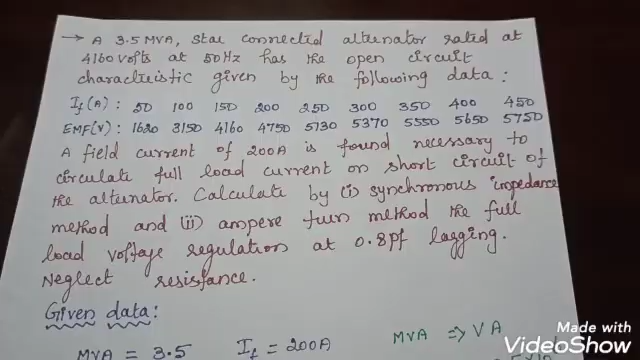 → A 3.5 MVA, star connected alternator rated at
4160 volts at 50Hz has the open circuit
characteristic given by the following data:
If(A): 50 100 150 200 250 300 350 400 450
EMF(V): 1620 3150 4160 4750 5130 5370 5550 5650 5750
A field current of 200A is found necessary to
circulate full load current on short circuit of
the alternator. Calculate by (i) synchronous impedance
method and (ii) ampere turn method the full
load voltage regulation at 0.8pf lagging.
Neglect resistance.
Given data:
MVA = 3.5 If = 200A MVA ⇒ VA
Made with
VideoShow